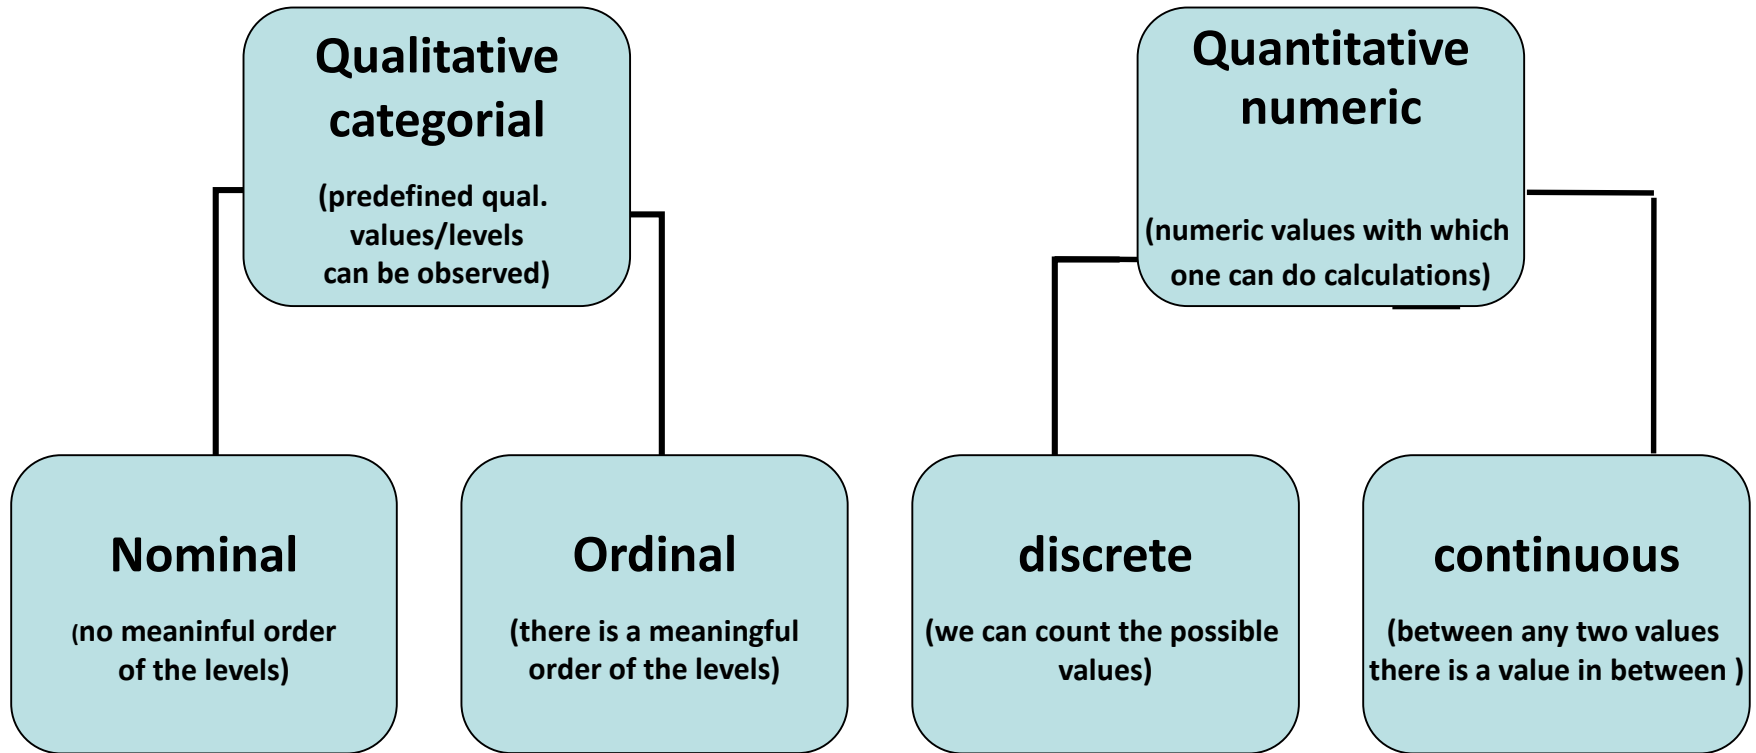 Qualitative
categorial
(predefined qual.
values/levels
can be observed)
Quantitative
numeric
(numeric values with which
one can do calculations)
Nominal
(no meaninful order
of the levels)
Ordinal
(there is a meaningful
order of the levels)
discrete
(we can count the possible
values)
continuous
(between any two values
there is a value in between )